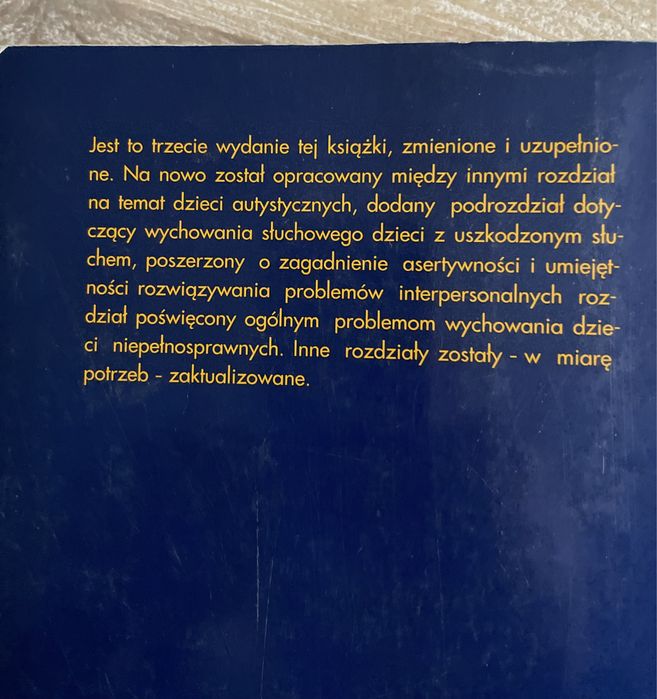 Jest to trzecie wydanie tej książki, zmienione i uzupełnio-
ne. Na nowo został opracowany między innymi rozdział
na temat dzieci autystycznych, dodany podrozdział doty-
czący wychowania słuchowego dzieci z uszkodzonym słu-
chem, poszerzony o zagadnienie asertywności i umiejęt-
ności rozwiązywania problemów interpersonalnych roz-
dział poświęcony ogólnym problemom wychowania dzie-
ci niepełnosprawnych. Inne rozdziały zostały - w miarę
potrzeb - zaktualizowane.